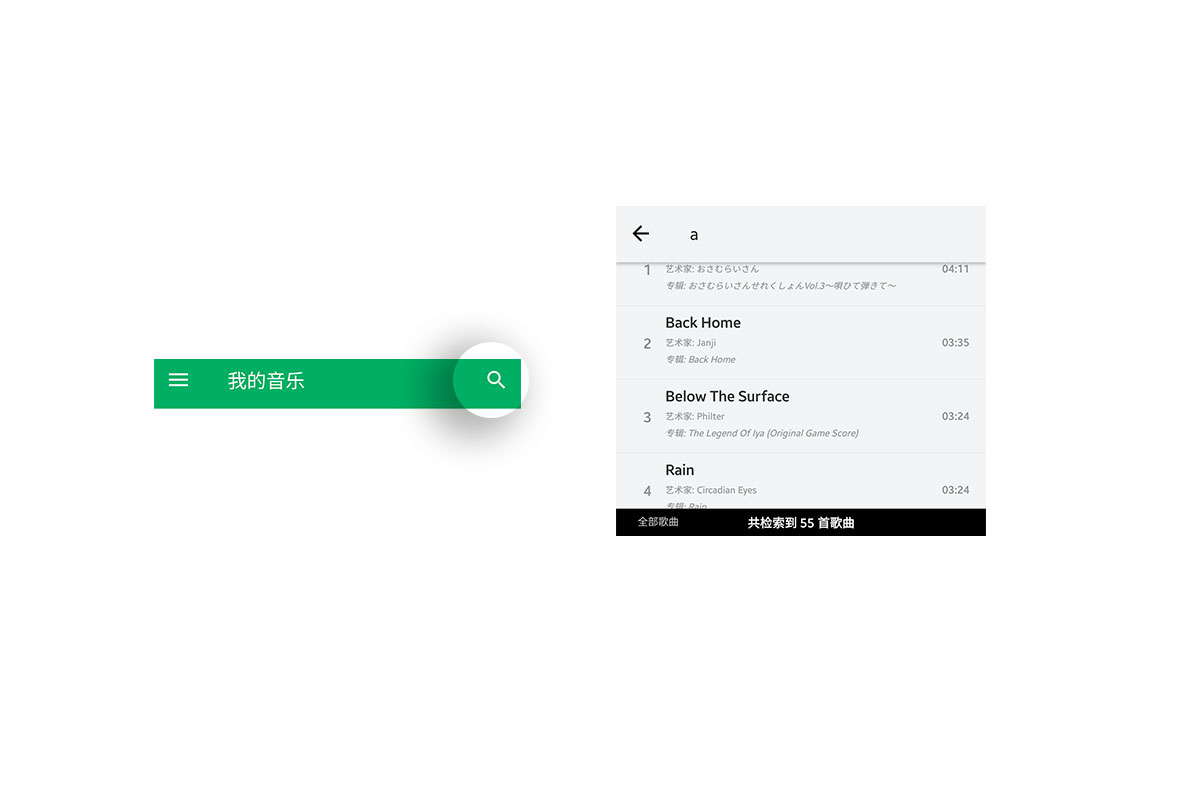 我的音乐
a
1 艺术家: おさむらいさん 04:11
专辑: おさむらいさんせれくしょんVol.3～唄ひて弾きて～
Back Home
2 艺术家: Janji 03:35
专辑: Back Home
Below The Surface
3 艺术家: Philter 03:24
专辑: The Legend Of Iya (Original Game Score)
Rain
4 艺术家: Circadian Eyes 03:24
专辑: Rain
全部歌曲 共检索到 55 首歌曲